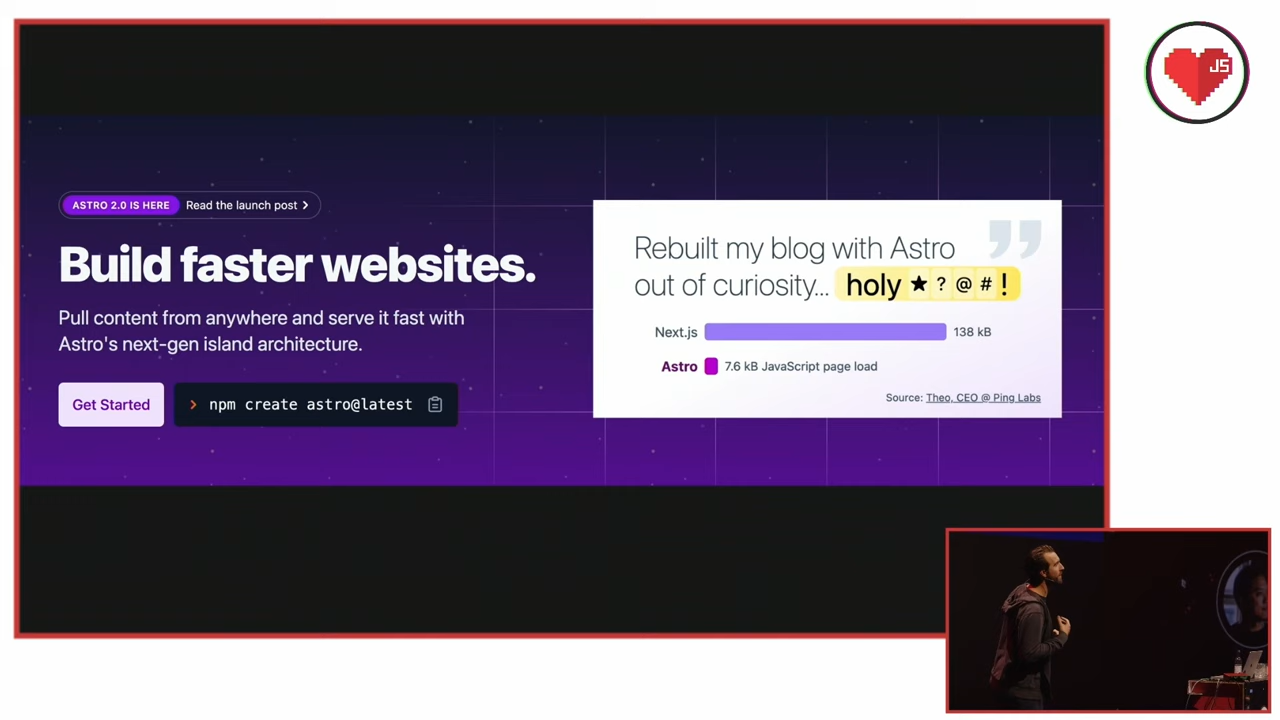 JS
ASTRO 2.0 IS HERE Read the launch post
Build faster websites.
Pull content from anywhere and serve it fast with
Astro's next-gen island architecture.
Get Started
> npm create astro@latest
Rebuilt my blog with Astro
out of curiosity... holy ★?@#!
Next.js 138 kB
Astro 7.6 kB JavaScript page load
Source: Theo, CEO @ Ping Labs